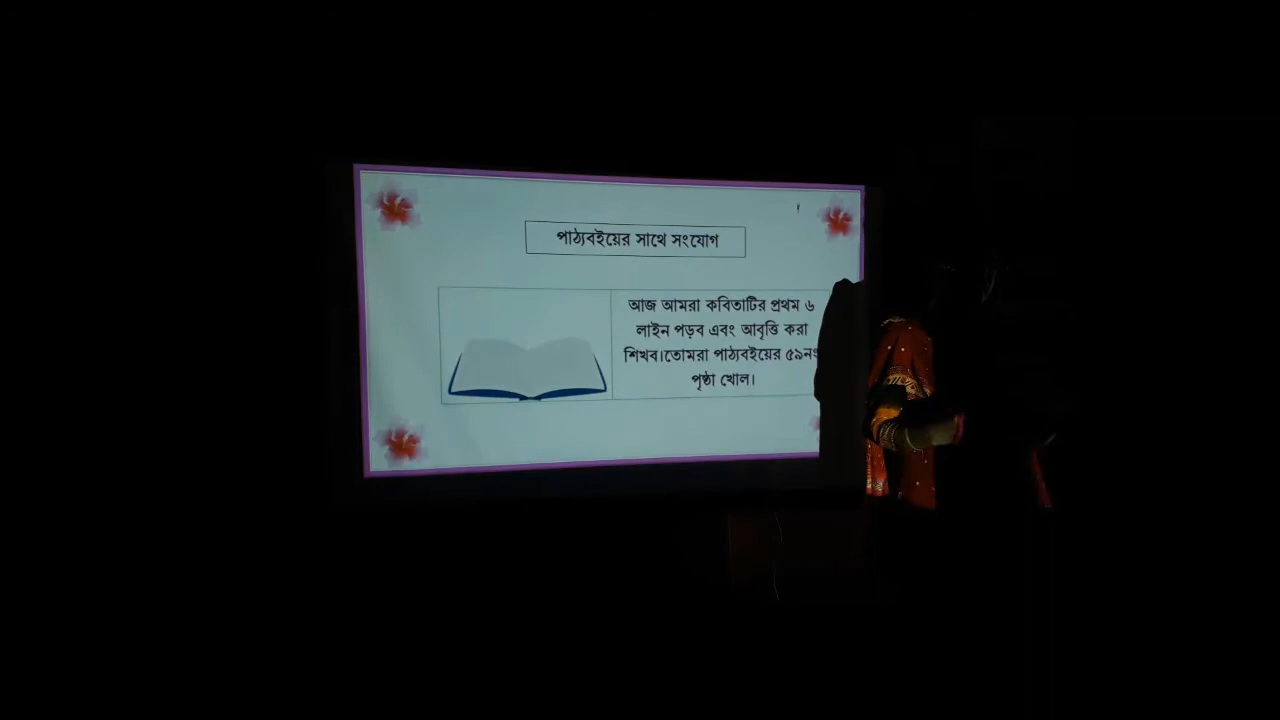 পাঠ্যবইয়ের সাথে সংযোগ
আজ আমরা কবিতাটির প্রথম ৬
লাইন পড়ব এবং আবৃত্তি করা
শিখব।তোমরা পাঠ্যবইয়ের ৫৯নং
পৃষ্ঠা খোল।